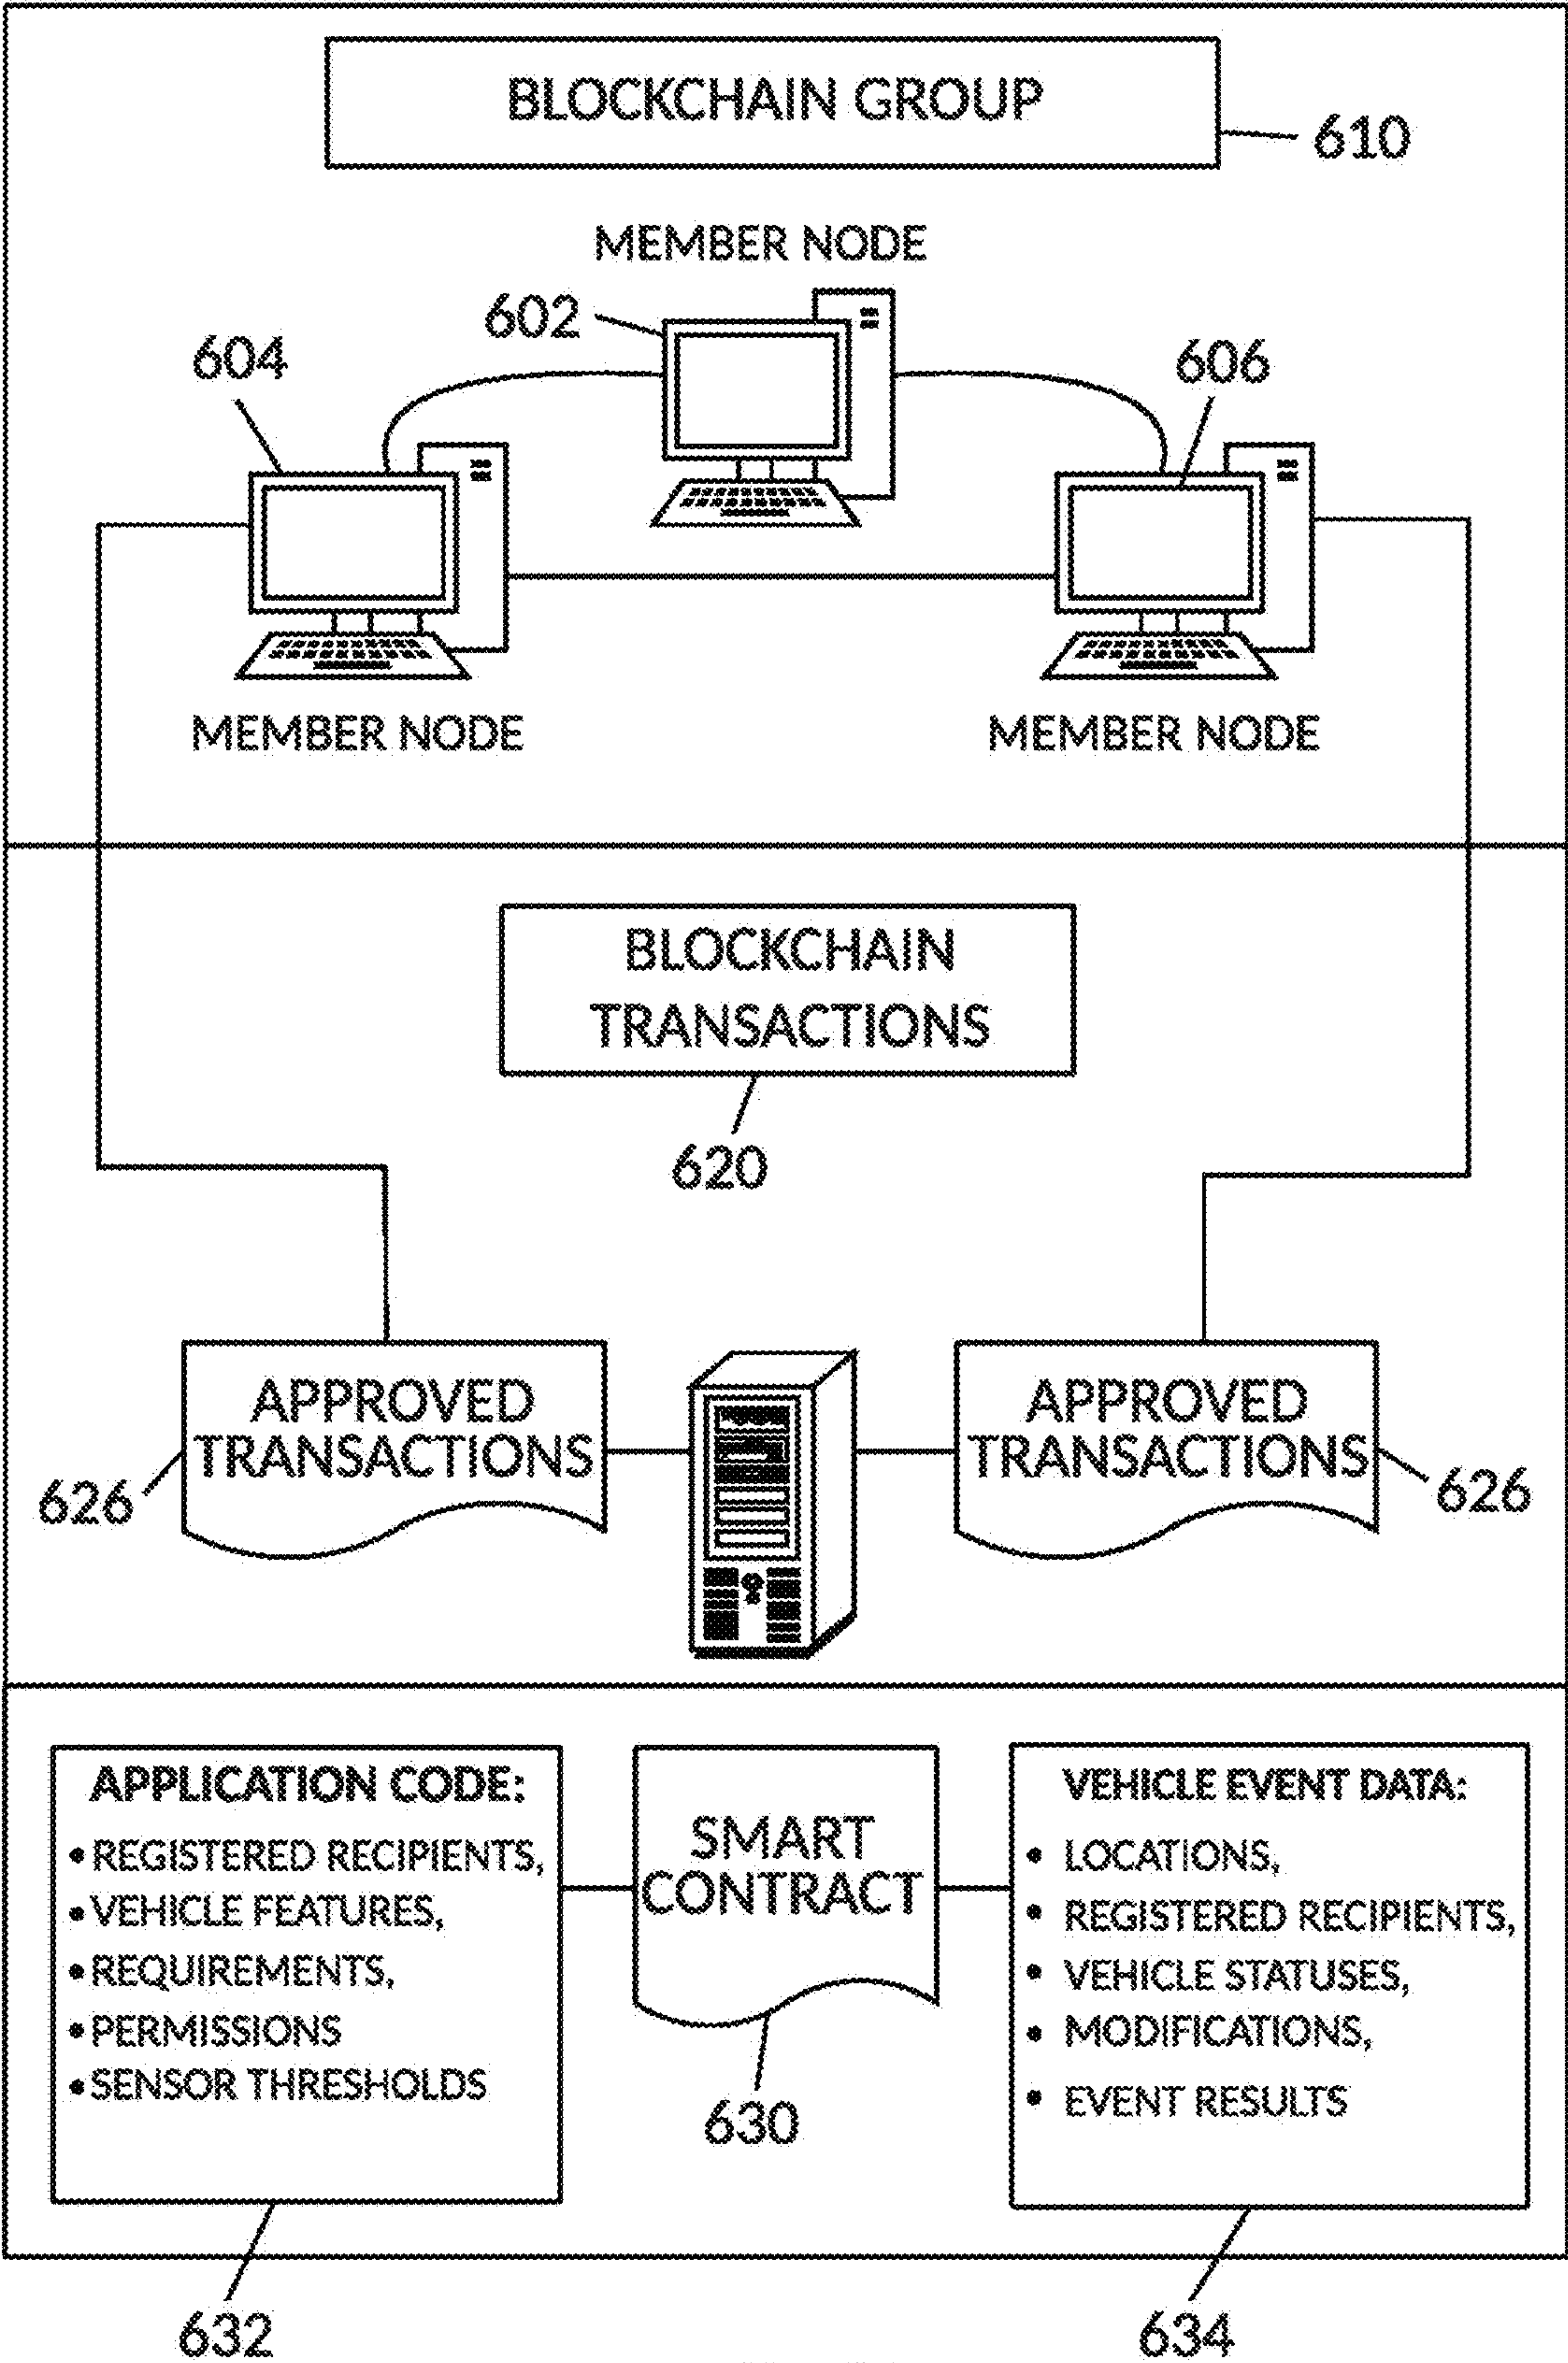 BLOCKCHAIN GROUP
610
MEMBER NODE
602
604
606
MEMBER NODE
MEMBER NODE
BLOCKCHAIN
TRANSACTIONS
620
APPROVED
TRANSACTIONS
626
APPROVED
TRANSACTIONS
626
APPLICATION CODE:
• REGISTERED RECIPIENTS,
• VEHICLE FEATURES,
• REQUIREMENTS,
• PERMISSIONS
• SENSOR THRESHOLDS
SMART
CONTRACT
630
VEHICLE EVENT DATA:
• LOCATIONS,
• REGISTERED RECIPIENTS,
• VEHICLE STATUSES,
• MODIFICATIONS,
• EVENT RESULTS
632
634